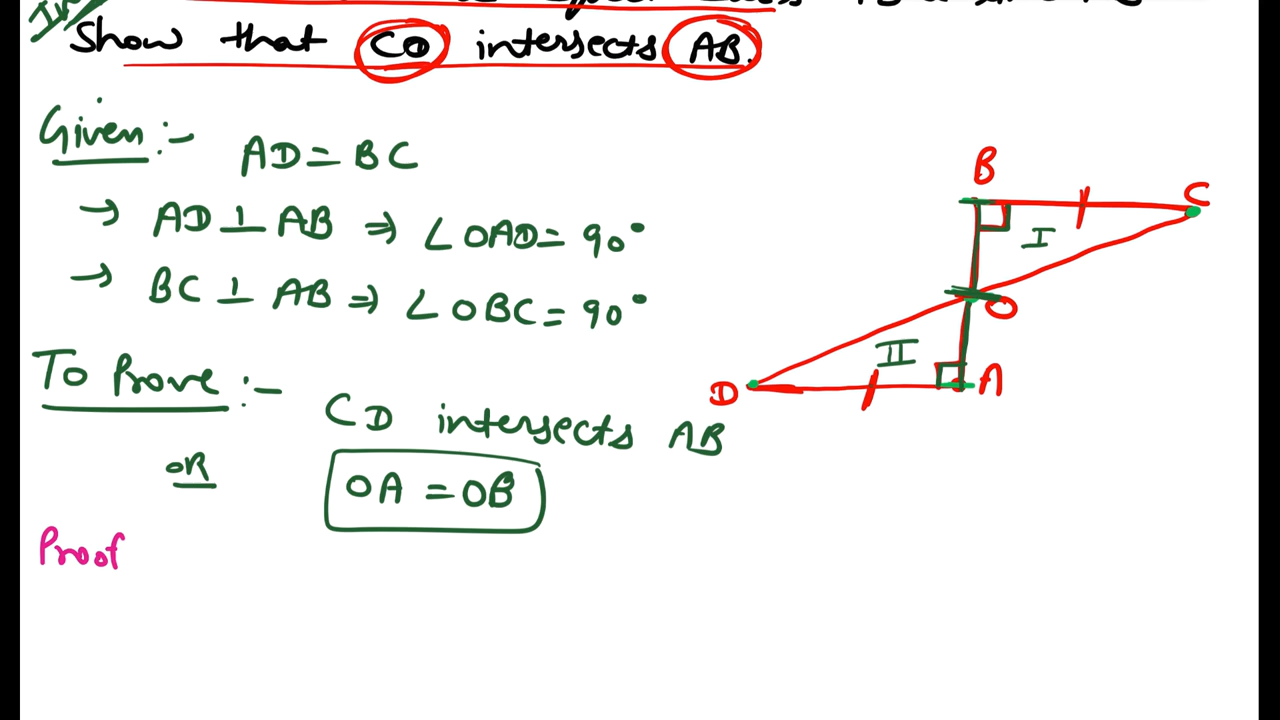 Show that CD intersects AB.
Given :-
AD = BC
→ AD ⊥ AB ⇒ ∠OAD = 90°
→ BC ⊥ AB ⇒ ∠OBC = 90°
To Prove :-
CD intersects AB
OR
OA = OB
Proof
B
C
I
O
II
D
A